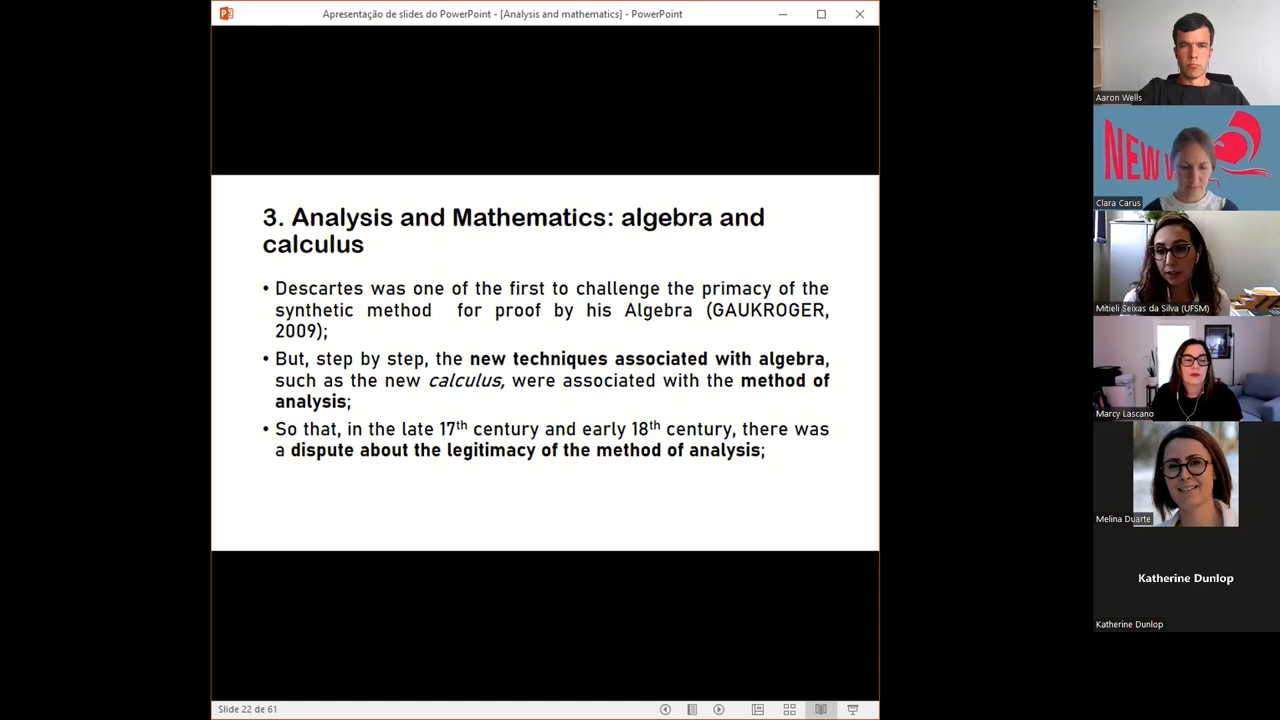 Apresentação de slides do PowerPoint - [Analysis and mathematics] - PowerPoint
3. Analysis and Mathematics: algebra and
calculus
• Descartes was one of the first to challenge the primacy of the
synthetic method for proof by his Algebra (GAUKROGER,
2009);
• But, step by step, the new techniques associated with algebra,
such as the new calculus, were associated with the method of
analysis;
• So that, in the late 17th century and early 18th century, there was
a dispute about the legitimacy of the method of analysis;
Slide 22 de 61
Aaron Wells
NEW
Clara Carus
Mitieli Seixas da Silva (UFSM)
Marcy Lascano
Melina Duarte
Katherine Dunlop
Katherine Dunlop